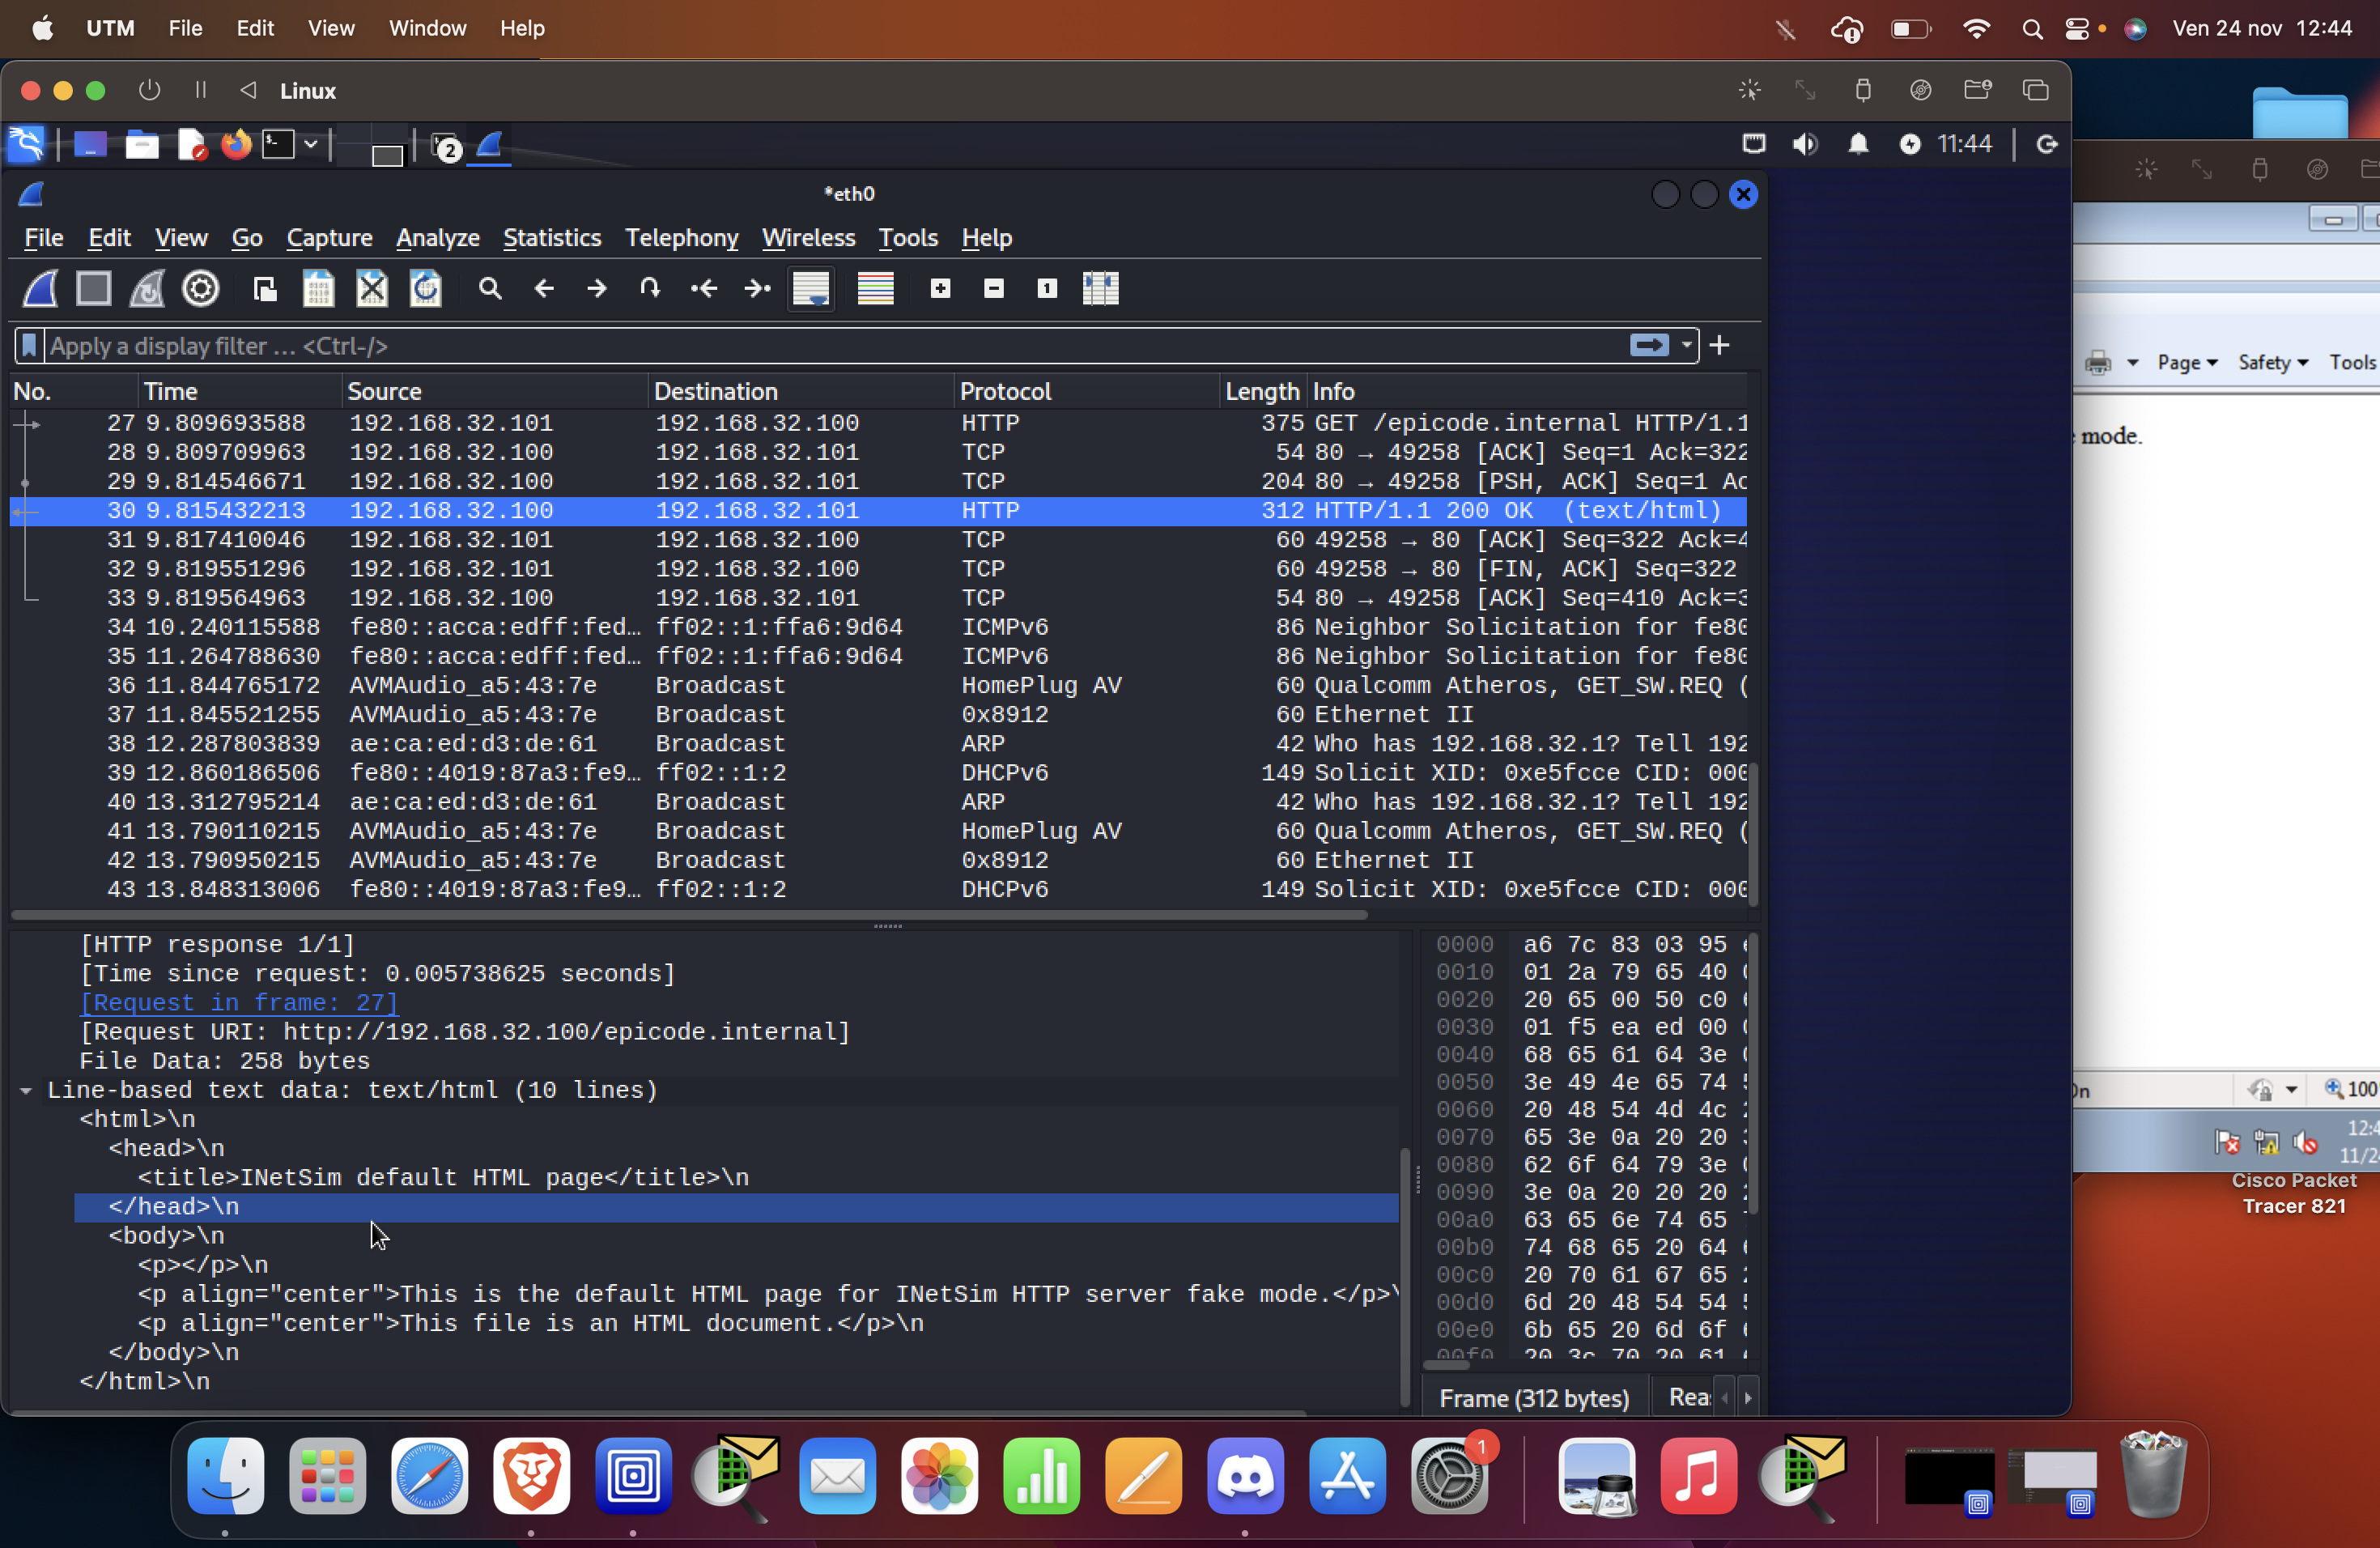 UTM File Edit View Window Help Ven 24 nov 12:44
Linux
2 11:44
*eth0
File Edit View Go Capture Analyze Statistics Telephony Wireless Tools Help
Apply a display filter … <Ctrl-/>
Page Safety Tools
No. Time Source Destination Protocol Length Info
27 9.809693588 192.168.32.101 192.168.32.100 HTTP 375 GET /epicode.internal HTTP/1.1
28 9.809709963 192.168.32.100 192.168.32.101 TCP 54 80 → 49258 [ACK] Seq=1 Ack=322
mode.
29 9.814546671 192.168.32.100 192.168.32.101 TCP 204 80 → 49258 [PSH, ACK] Seq=1 Ac
30 9.815432213 192.168.32.100 192.168.32.101 HTTP 312 HTTP/1.1 200 OK (text/html)
31 9.817410046 192.168.32.101 192.168.32.100 TCP 60 49258 → 80 [ACK] Seq=322 Ack=4
32 9.819551296 192.168.32.101 192.168.32.100 TCP 60 49258 → 80 [FIN, ACK] Seq=322
33 9.819564963 192.168.32.100 192.168.32.101 TCP 54 80 → 49258 [ACK] Seq=410 Ack=3
34 10.240115588 fe80::acca:edff:fed… ff02::1:ffa6:9d64 ICMPv6 86 Neighbor Solicitation for fe80
35 11.264788630 fe80::acca:edff:fed… ff02::1:ffa6:9d64 ICMPv6 86 Neighbor Solicitation for fe80
36 11.844765172 AVMAudio_a5:43:7e Broadcast HomePlug AV 60 Qualcomm Atheros, GET_SW.REQ (
37 11.845521255 AVMAudio_a5:43:7e Broadcast 0x8912 60 Ethernet II
38 12.287803839 ae:ca:ed:d3:de:61 Broadcast ARP 42 Who has 192.168.32.1? Tell 192
39 12.860186506 fe80::4019:87a3:fe9… ff02::1:2 DHCPv6 149 Solicit XID: 0xe5fcce CID: 000
40 13.312795214 ae:ca:ed:d3:de:61 Broadcast ARP 42 Who has 192.168.32.1? Tell 192
41 13.790110215 AVMAudio_a5:43:7e Broadcast HomePlug AV 60 Qualcomm Atheros, GET_SW.REQ (
42 13.790950215 AVMAudio_a5:43:7e Broadcast 0x8912 60 Ethernet II
43 13.848313006 fe80::4019:87a3:fe9… ff02::1:2 DHCPv6 149 Solicit XID: 0xe5fcce CID: 000
[HTTP response 1/1]
[Time since request: 0.005738625 seconds]
[Request in frame: 27]
[Request URI: http://192.168.32.100/epicode.internal]
File Data: 258 bytes
Line-based text data: text/html (10 lines)
<html>\n
<head>\n
<title>INetSim default HTML page</title>\n
</head>\n
<body>\n
<p></p>\n
<p align="center">This is the default HTML page for INetSim HTTP server fake mode.</p>\
<p align="center">This file is an HTML document.</p>\n
</body>\n
</html>\n
0000 a6 7c 83 03 95
0010 01 2a 79 65 40
0020 20 65 00 50 c0
0030 01 f5 ea ed 00
0040 68 65 61 64 3e
0050 3e 49 4e 65 74
0060 20 48 54 4d 4c
0070 65 3e 0a 20 20
0080 62 6f 64 79 3e
0090 3e 0a 20 20 20
00a0 63 65 6e 74 65
00b0 74 68 65 20 64
00c0 20 70 61 67 65
00d0 6d 20 48 54 54
00e0 6b 65 20 6d 6f
00f0 20 3c 70 20 61
Frame (312 bytes) Rea
On 100
12:4
11/2
Cisco Packet
Tracer 821
1